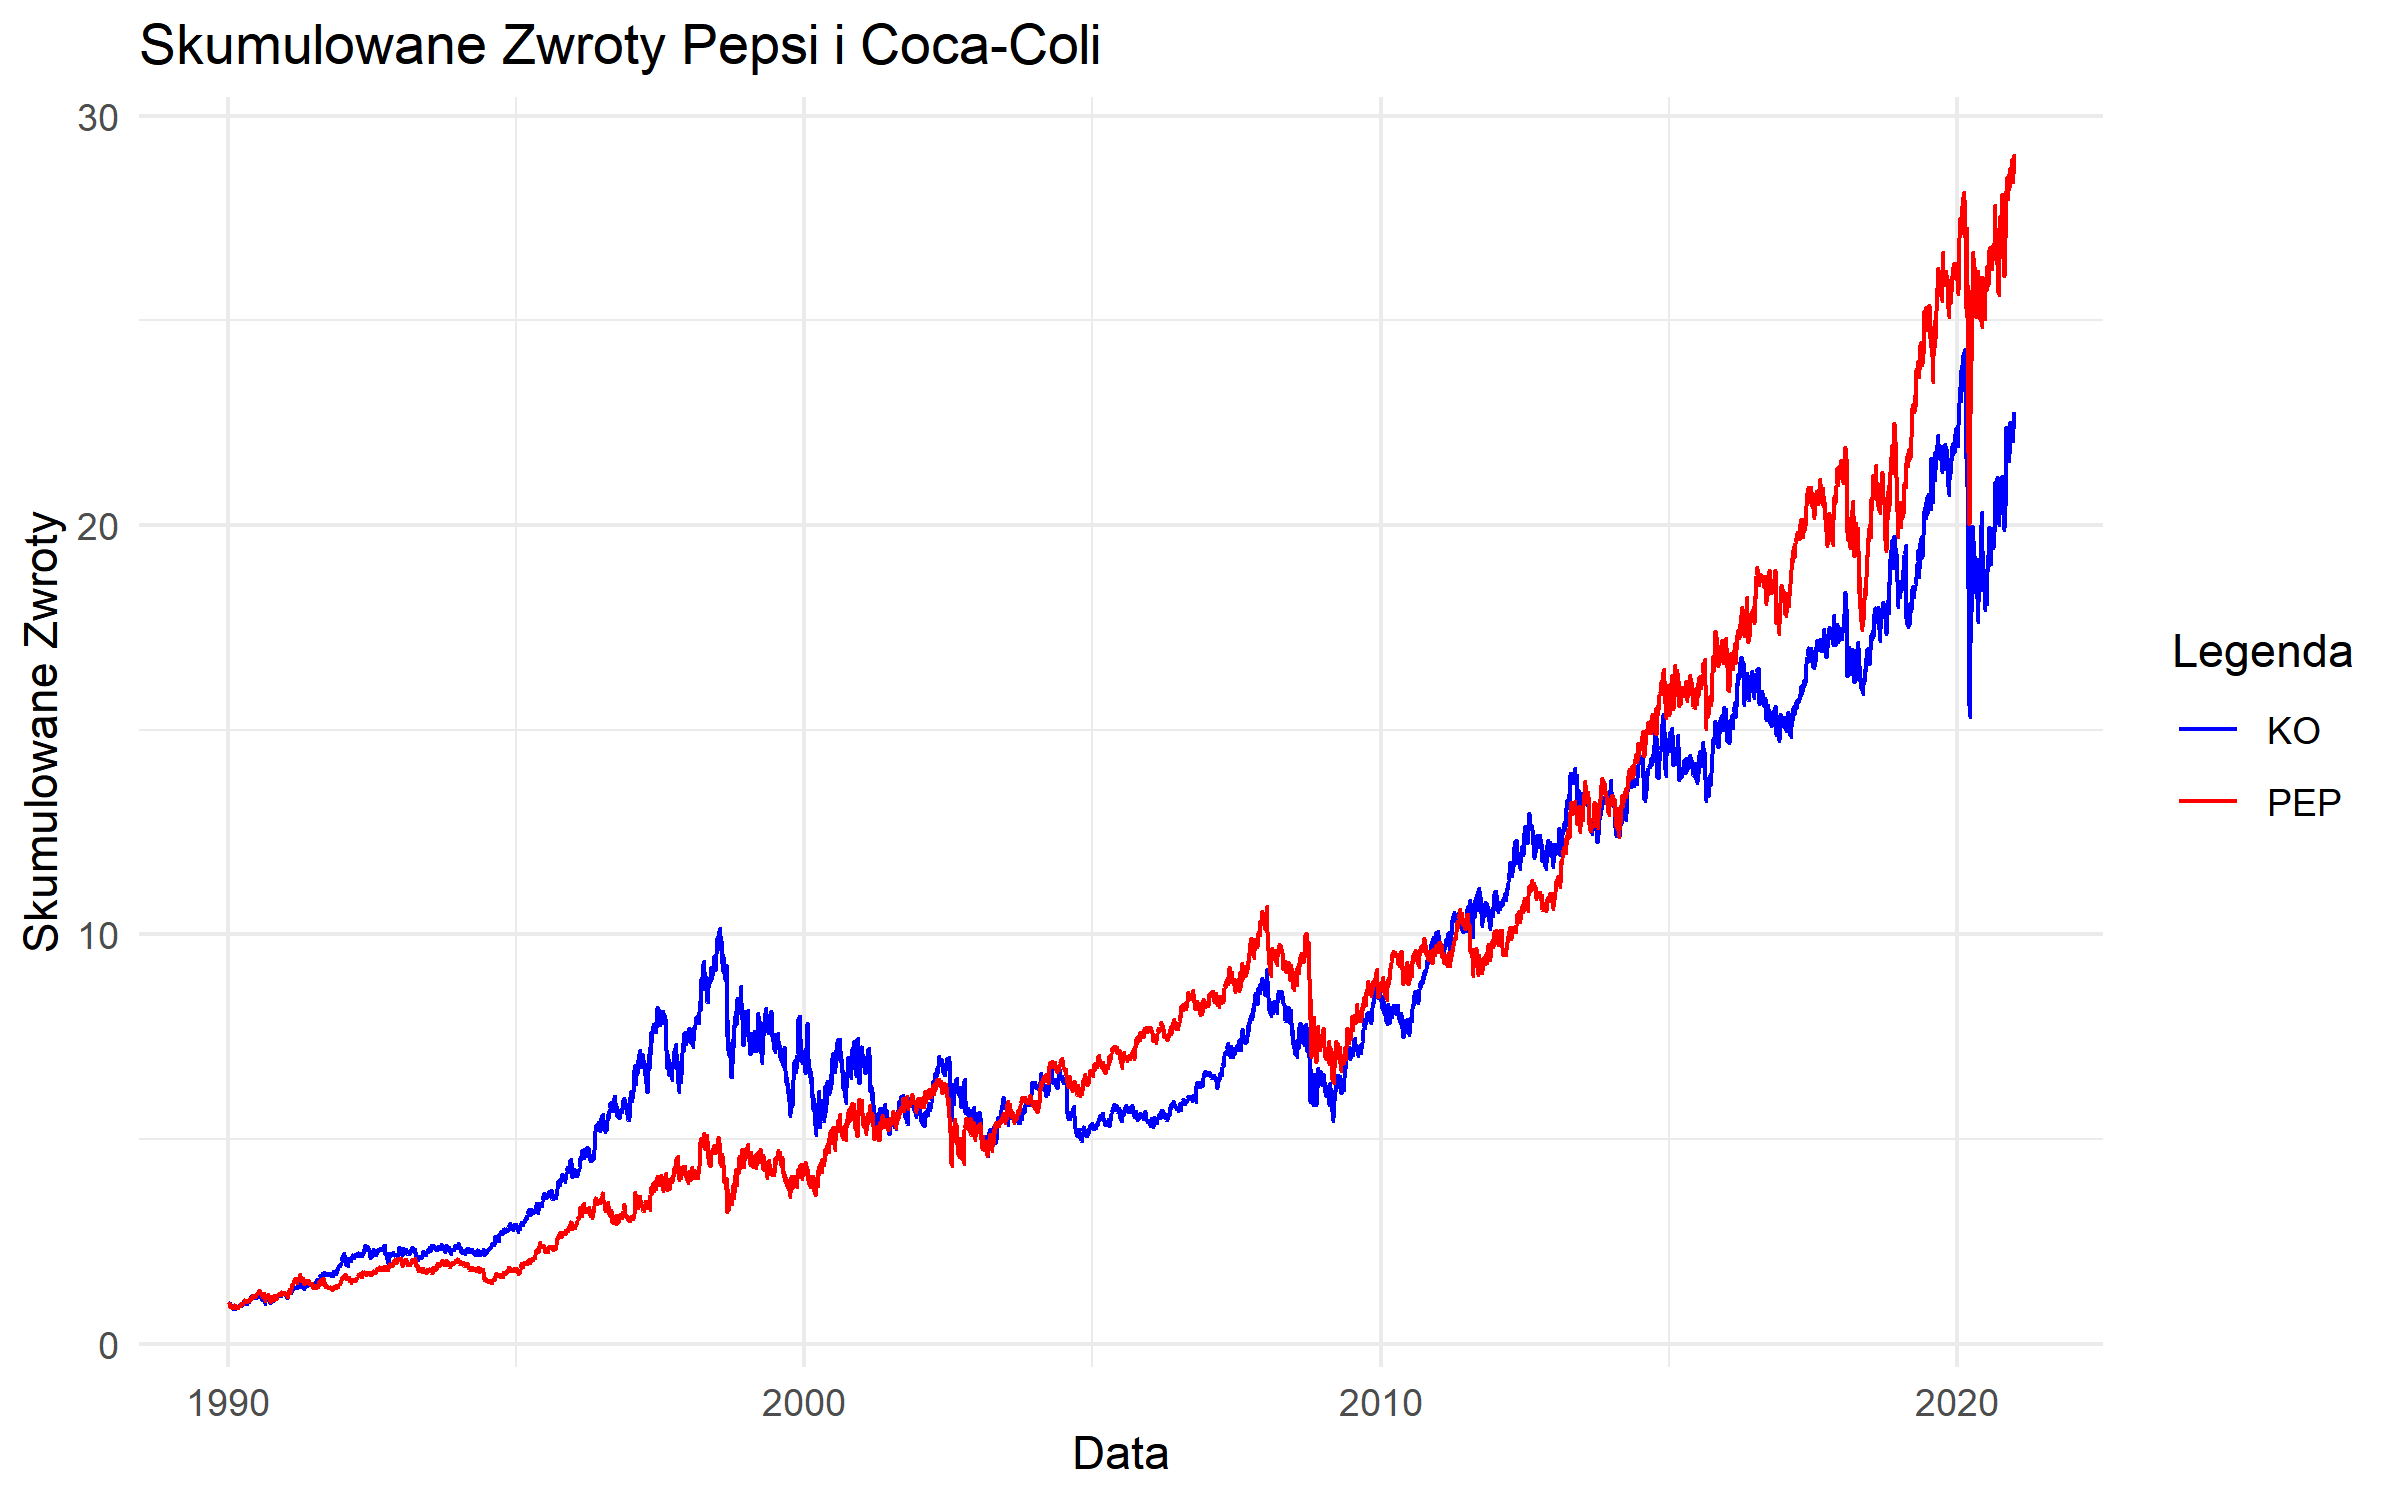 Skumulowane Zwroty Pepsi i Coca-Coli
Skumulowane Zwroty
30
20
10
0
1990
2000
2010
2020
Data
Legenda
KO
PEP